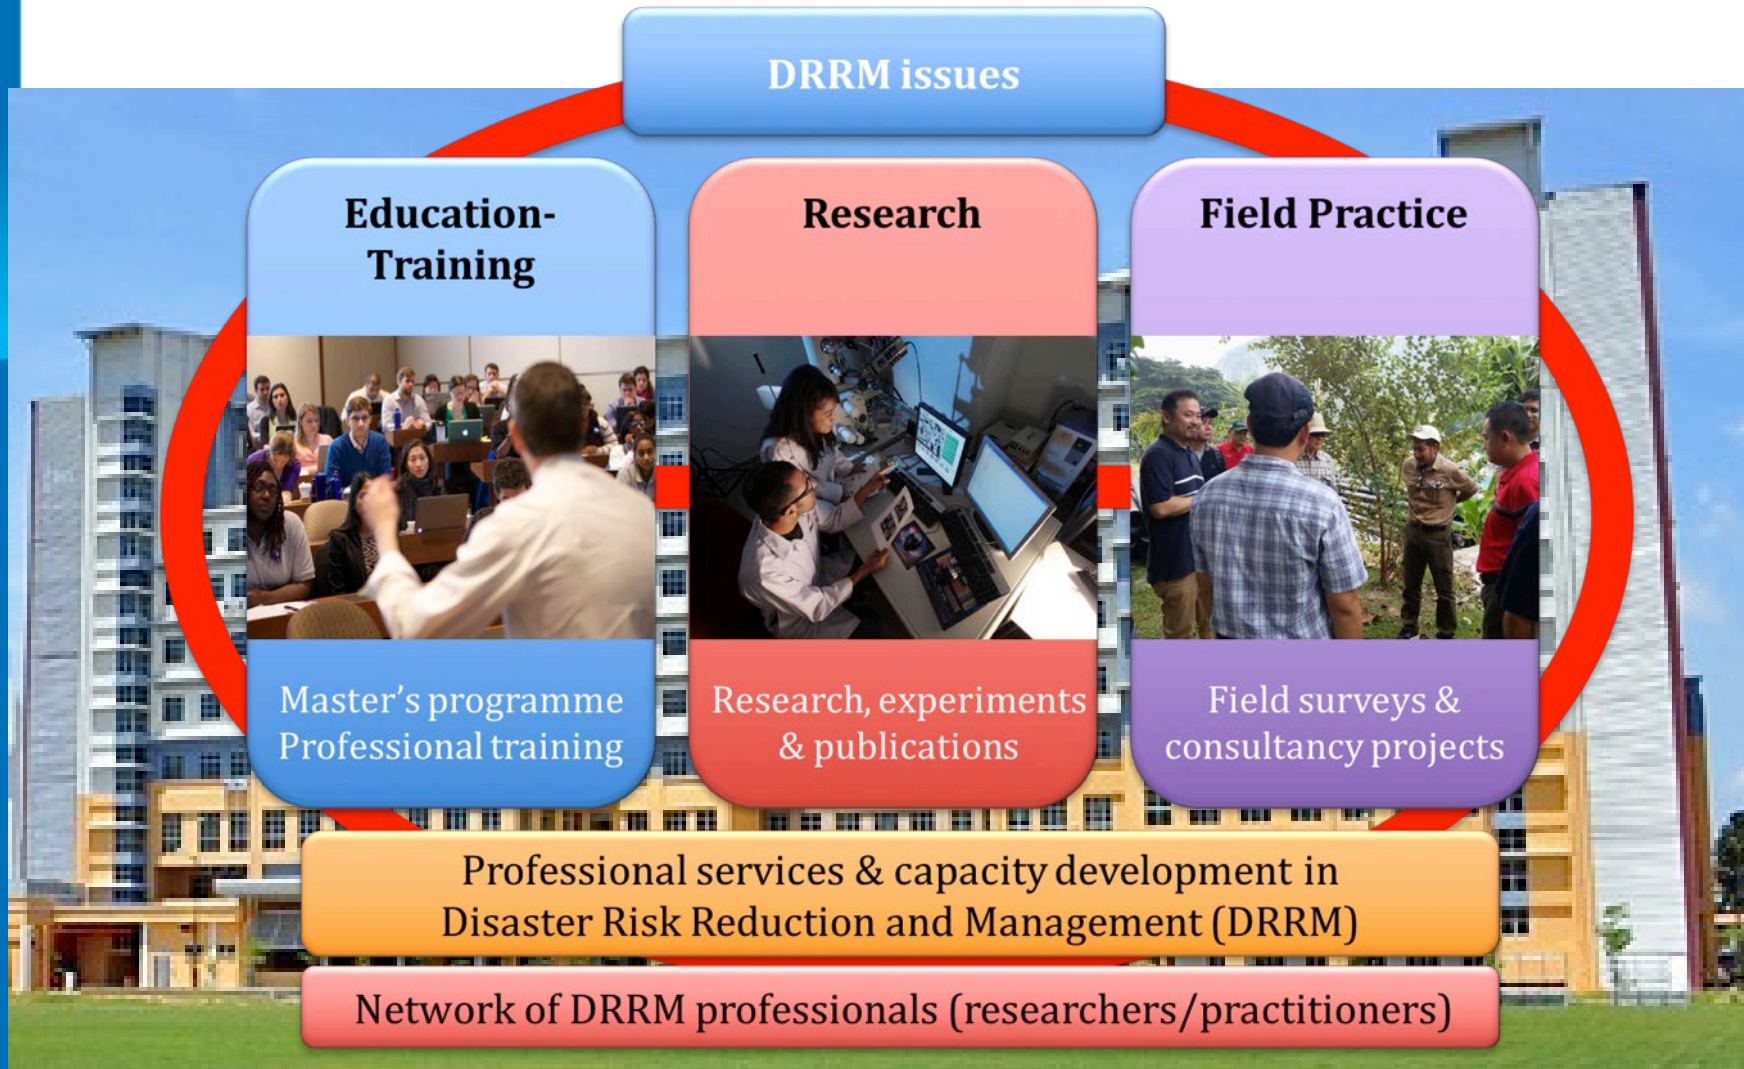 DRRM issues
Education-
Training
Research
Field Practice
Master’s programme
Professional training
Research, experiments
& publications
Field surveys &
consultancy projects
Professional services & capacity development in
Disaster Risk Reduction and Management (DRRM)
Network of DRRM professionals (researchers/practitioners)